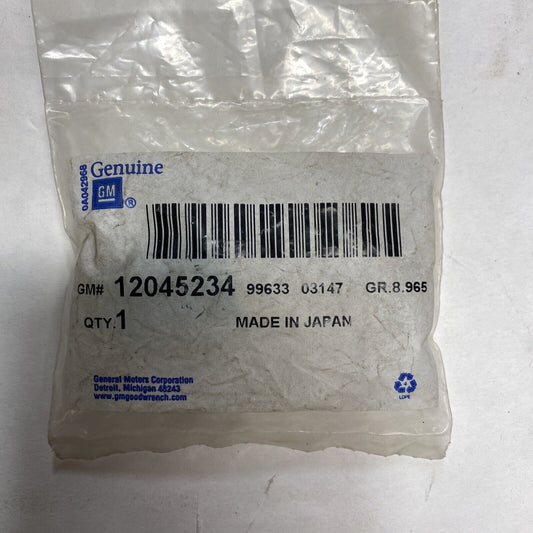 0A042968
Genuine
GM ®
GM# 12045234 99633 03147 GR.8.965
QTY.1 MADE IN JAPAN
General Motors Corporation
Detroit, Michigan 48243
www.gmgoodwrench.com
LDPE